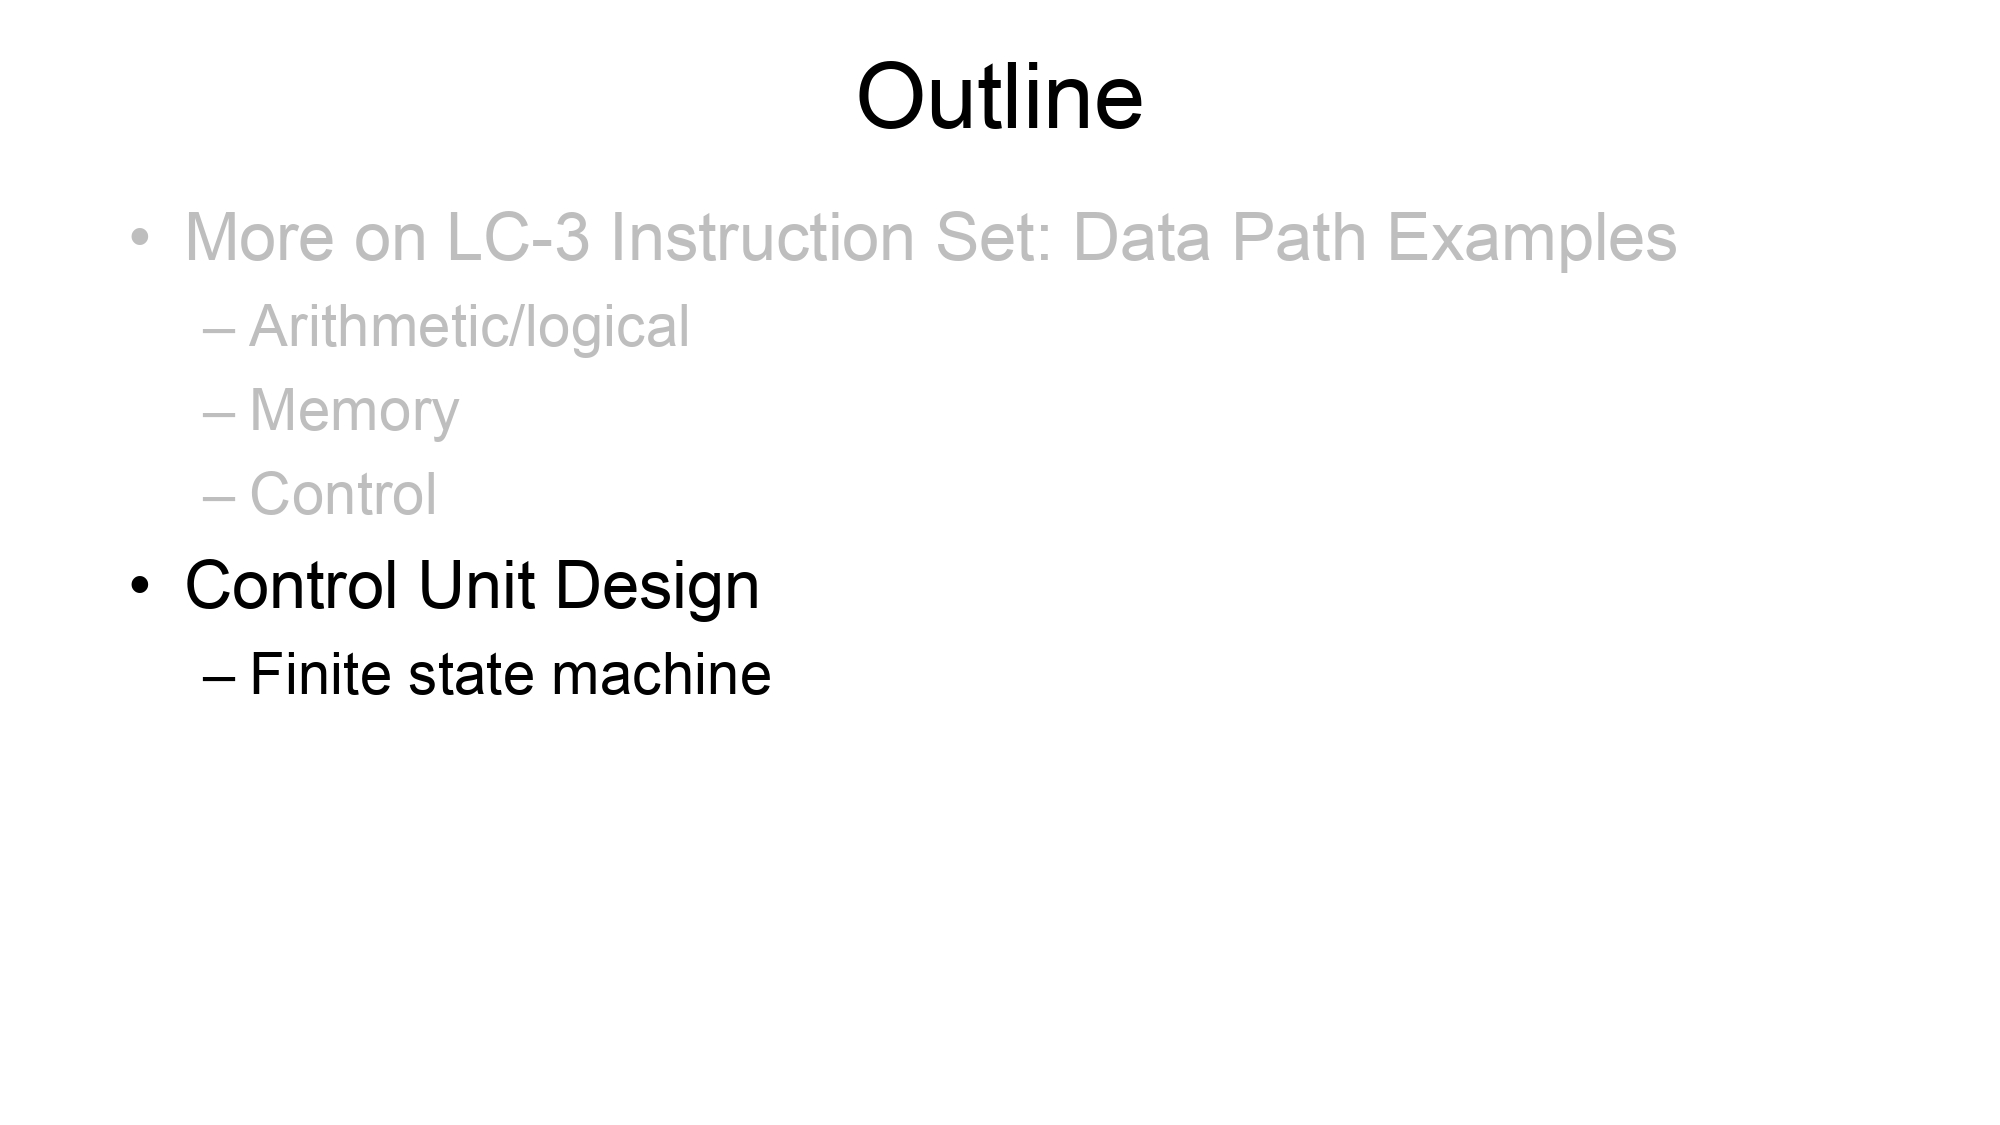 Outline
• More on LC-3 Instruction Set: Data Path Examples
– Arithmetic/logical
– Memory
– Control
• Control Unit Design
– Finite state machine